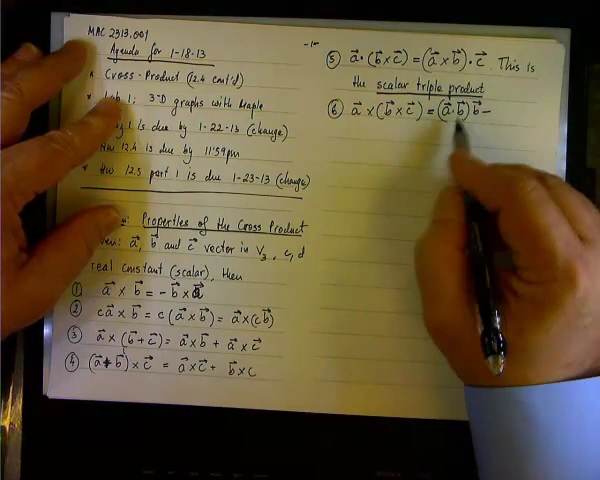 MAC 2313.001
Agenda for 1-18-13
* Cross-Product (12.4 cont'd)
1; 3-D graphs with Maple
1 is due by 1-22-13 (change)
HW 12.4 is due by 11:59pm
* HW 12.5 part 1 is due 1-23-13 (change)
: Properties of the Cross Product
: a⃗, b⃗ and c⃗ vector in V₃, c, d
real constant (scalar), then
① a⃗ × b⃗ = -b⃗ × a⃗
② c a⃗ × b⃗ = c (a⃗ × b⃗) = a⃗ × (c b⃗)
③ a⃗ × (b⃗ + c⃗) = a⃗ × b⃗ + a⃗ × c⃗
④ (a⃗ + b⃗) × c⃗ = a⃗ × c⃗ + b⃗ × c
-1-
⑤ a⃗ · (b⃗ × c⃗) = (a⃗ × b⃗) · c⃗. This is
the scalar triple product
⑥ a⃗ × (b⃗ × c⃗) = (a⃗ · b⃗) b⃗ -